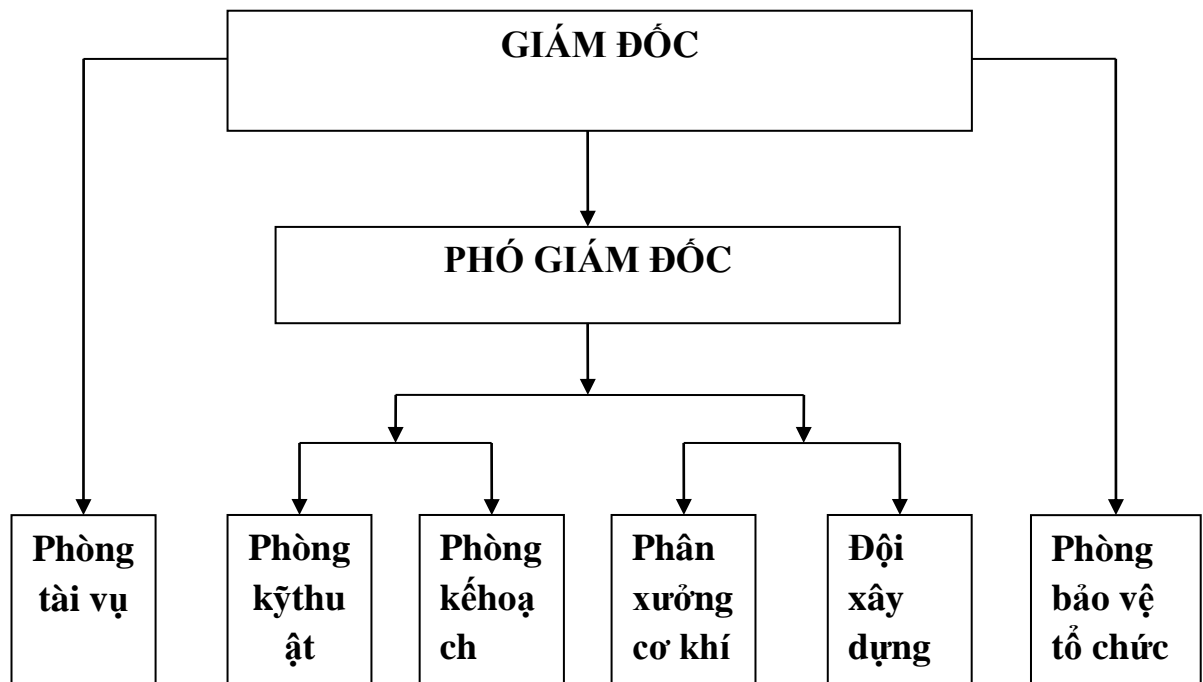 GIÁM ĐỐC
PHÓ GIÁM ĐỐC
Phòng
tài vụ
Phòng
kỹthu
ật
Phòng
kếhoạ
ch
Phân
xưởng
cơ khí
Đội
xây
dựng
Phòng
bảo vệ
tổ chức